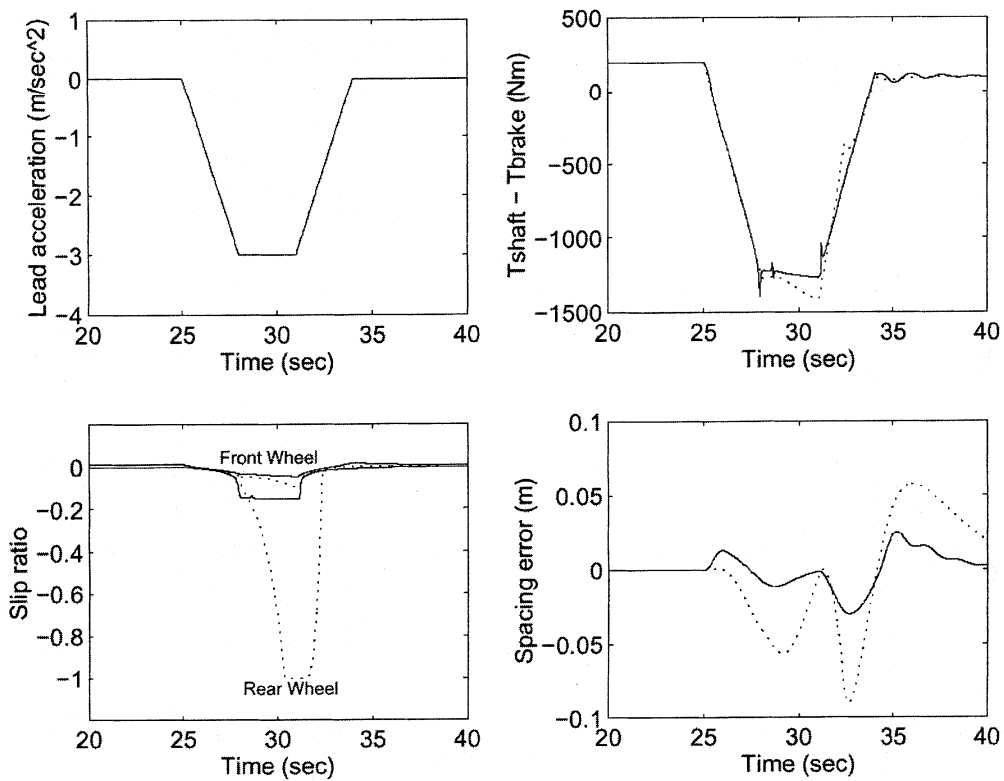 Lead acceleration (m/sec^2)
1
0
−1
−2
−3
−4
20 25 30 35 40
Time (sec)
Tshaft − Tbrake (Nm)
500
0
−500
−1000
−1500
20 25 30 35 40
Time (sec)
Slip ratio
0
−0.2
−0.4
−0.6
−0.8
−1
Front Wheel
Rear Wheel
20 25 30 35 40
Time (sec)
Spacing error (m)
0.1
0.05
0
−0.05
−0.1
20 25 30 35 40
Time (sec)